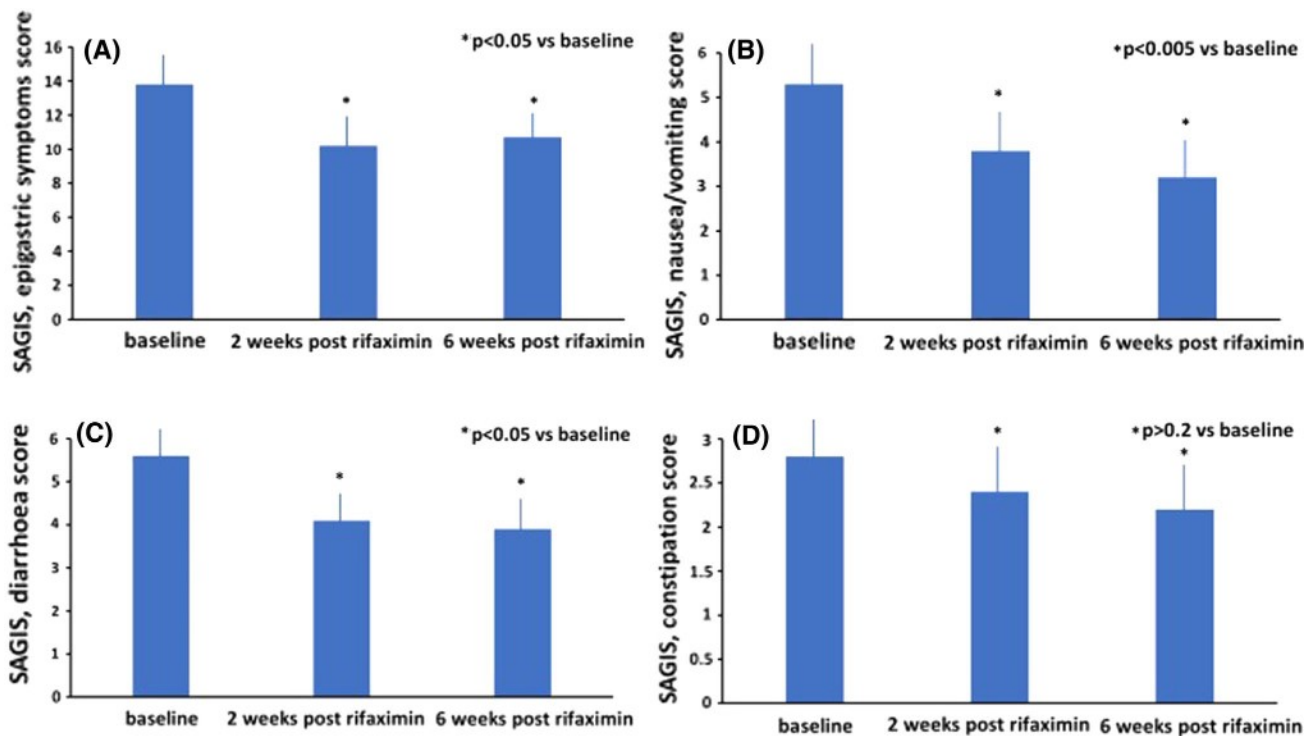 (A)
*p<0.05 vs baseline
SAGIS, epigastric symptoms score
16
14
12
10
8
6
4
2
0
*
*
baseline
2 weeks post rifaximin
6 weeks post rifaximin
(B)
*p<0.005 vs baseline
SAGIS, nausea/vomiting score
6
5
4
3
2
1
0
*
*
baseline
2 weeks post rifaximin
6 weeks post rifaximin
(C)
*p<0.05 vs baseline
SAGIS, diarrhoea score
6
5
4
3
2
1
0
*
*
baseline
2 weeks post rifaximin
6 weeks post rifaximin
(D)
*p>0.2 vs baseline
SAGIS, constipation score
3
2.5
2
1.5
1
0.5
0
*
*
baseline
2 weeks post rifaximin
6 weeks post rifaximin